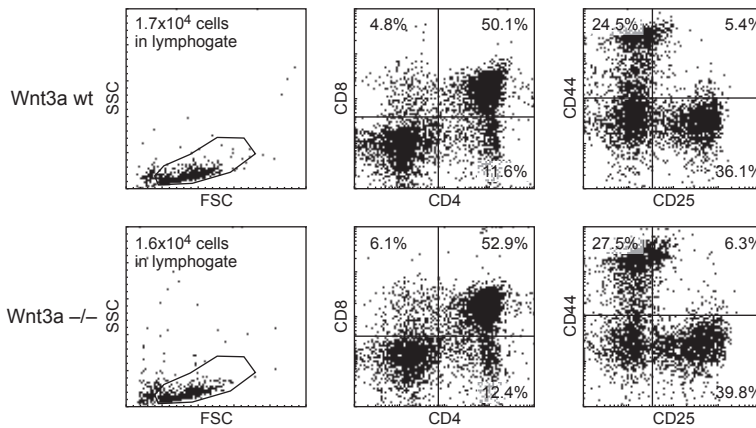 1.7x10⁴ cells
in lymphogate
Wnt3a wt
SSC
FSC
4.8% 50.1%
CD8
11.6%
CD4
24.5% 5.4%
CD44
36.1%
CD25
1.6x10⁴ cells
in lymphogate
Wnt3a –/–
SSC
FSC
6.1% 52.9%
CD8
12.4%
CD4
27.5% 6.3%
CD44
39.8%
CD25